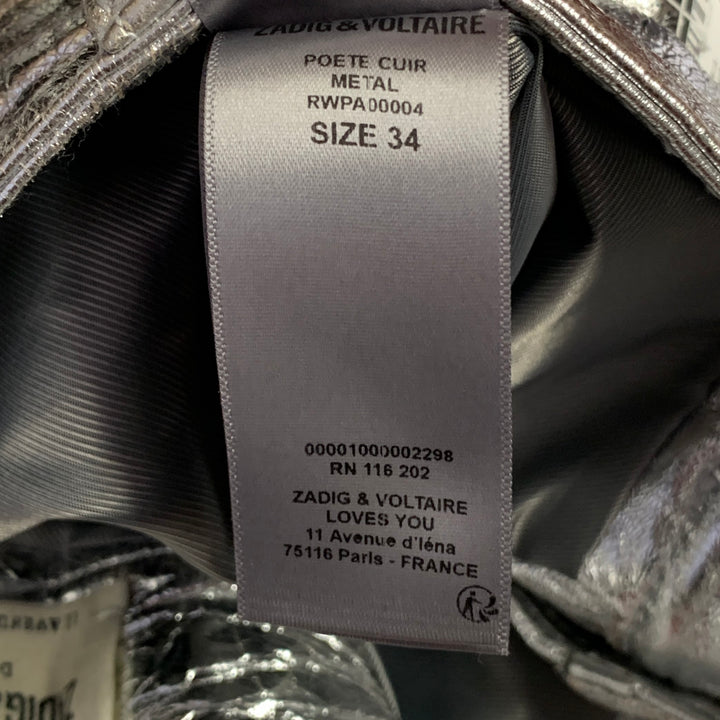 ZADIG & VOLTAIRE
POETE CUIR
METAL
RWPA00004
SIZE 34
00001000002298
RN 116 202
ZADIG & VOLTAIRE
LOVES YOU
11 Avenue d'Iéna
75116 Paris - FRANCE